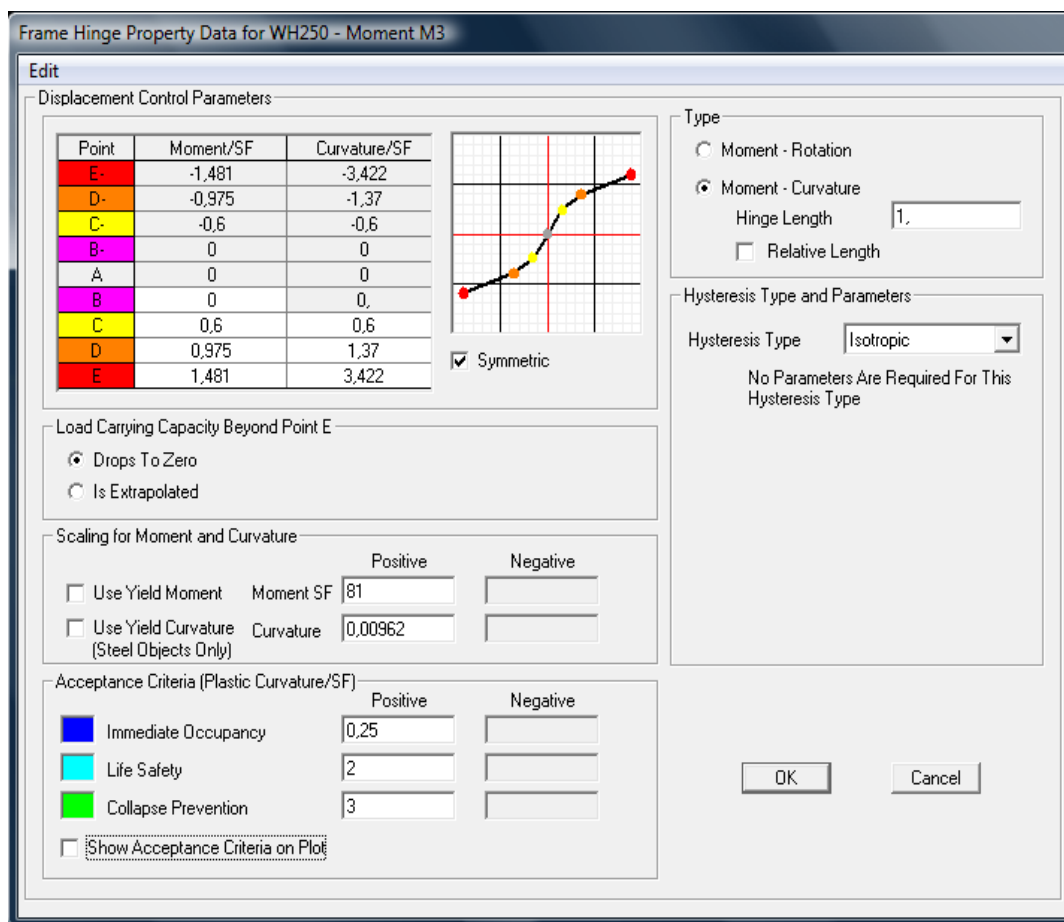 Frame Hinge Property Data for WH250 - Moment M3
Edit
Displacement Control Parameters
Point Moment/SF Curvature/SF
E- -1,481 -3,422
D- -0,975 -1,37
C- -0,6 -0,6
B- 0 0
A 0 0
B 0 0,
C 0,6 0,6
D 0,975 1,37
E 1,481 3,422
Symmetric
Load Carrying Capacity Beyond Point E
Drops To Zero
Is Extrapolated
Scaling for Moment and Curvature
Positive Negative
Use Yield Moment Moment SF 81
Use Yield Curvature Curvature 0,00962
(Steel Objects Only)
Acceptance Criteria (Plastic Curvature/SF)
Positive Negative
Immediate Occupancy 0,25
Life Safety 2
Collapse Prevention 3
Show Acceptance Criteria on Plot
Type
Moment - Rotation
Moment - Curvature
Hinge Length 1,
Relative Length
Hysteresis Type and Parameters
Hysteresis Type Isotropic
No Parameters Are Required For This
Hysteresis Type
OK Cancel